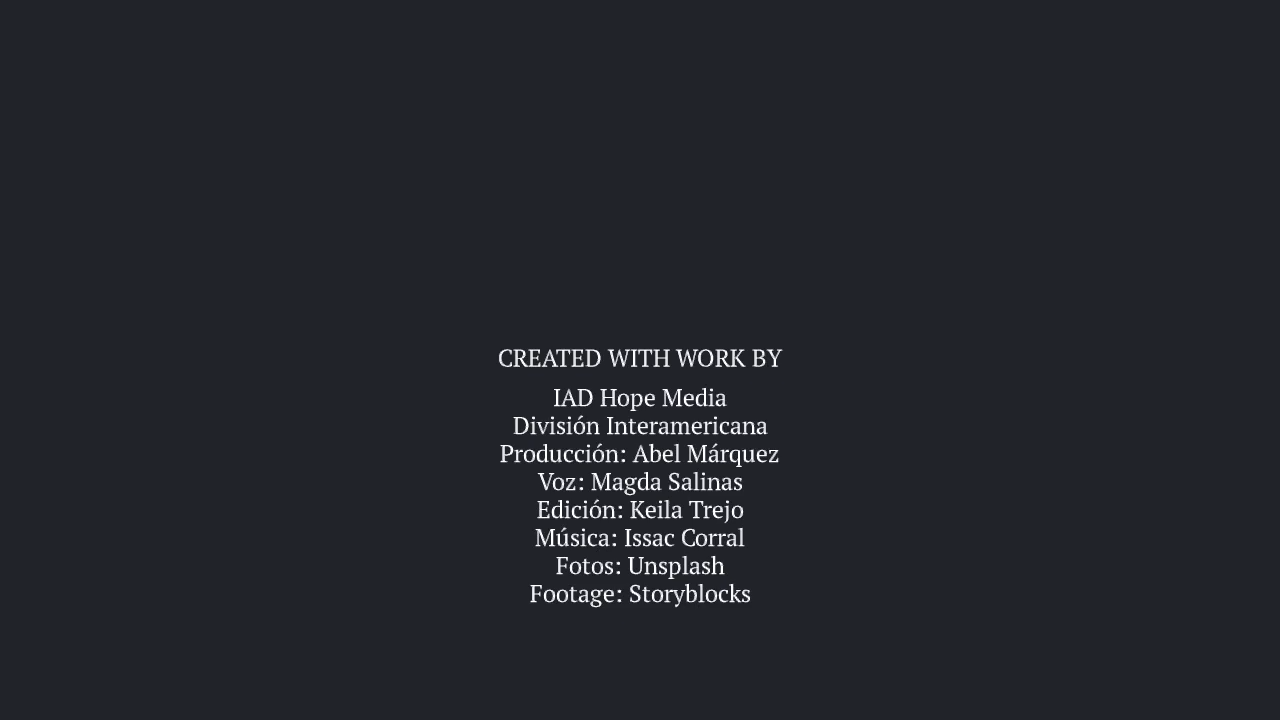 CREATED WITH WORK BY
IAD Hope Media
División Interamericana
Producción: Abel Márquez
Voz: Magda Salinas
Edición: Keila Trejo
Música: Issac Corral
Fotos: Unsplash
Footage: Storyblocks